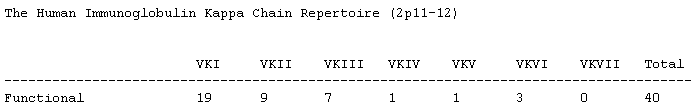 The Human Immunoglobulin Kappa Chain Repertoire (2p11-12)
VKI VKII VKIII VKIV VKV VKVI VKVII Total
Functional 19 9 7 1 1 3 0 40